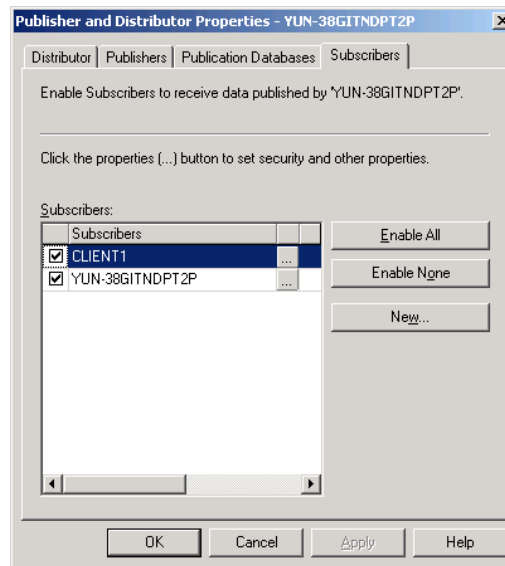 Publisher and Distributor Properties - YUN-38GITNDPT2P
Distributor Publishers Publication Databases Subscribers
Enable Subscribers to receive data published by 'YUN-38GITNDPT2P'.
Click the properties (...) button to set security and other properties.
Subscribers:
Subscribers
CLIENT1 ...
YUN-38GITNDPT2P ...
Enable All
Enable None
New...
OK Cancel Apply Help